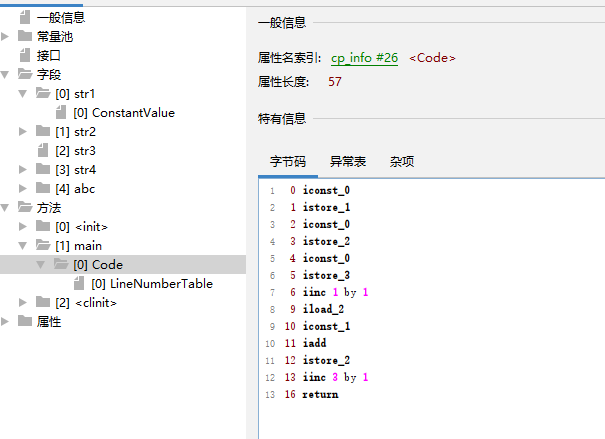 一般信息
常量池
接口
字段
[0] str1
[0] ConstantValue
[1] str2
[2] str3
[3] str4
[4] abc
方法
[0] <init>
[1] main
[0] Code
[0] LineNumberTable
[2] <clinit>
属性
一般信息
属性名索引: cp_info #26 <Code>
属性长度: 57
特有信息
字节码 异常表 杂项
1 0 iconst_0
2 1 istore_1
3 2 iconst_0
4 3 istore_2
5 4 iconst_0
6 5 istore_3
7 6 iinc 1 by 1
8 9 iload_2
9 10 iconst_1
10 11 iadd
11 12 istore_2
12 13 iinc 3 by 1
13 16 return